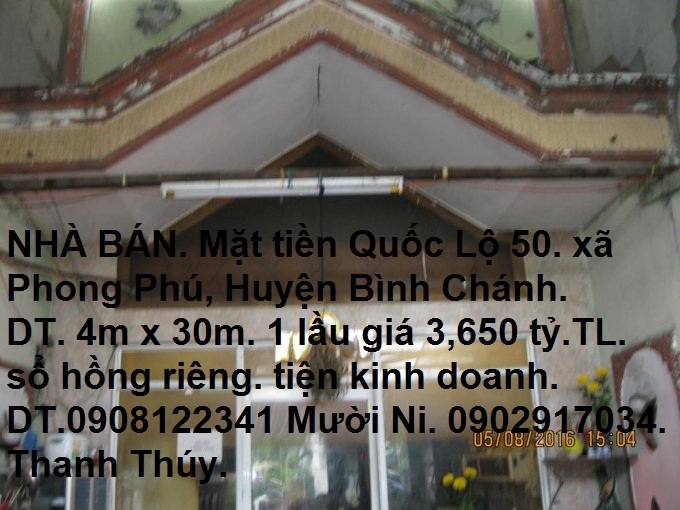 NHÀ BÁN. Mặt tiền Quốc Lộ 50. xã
Phong Phú, Huyện Bình Chánh.
DT. 4m x 30m. 1 lầu giá 3,650 tỷ.TL.
sổ hồng riêng. tiện kinh doanh.
DT.0908122341 Mười Ni. 0902917034.
05/08/2016 15:04
Thanh Thúy.